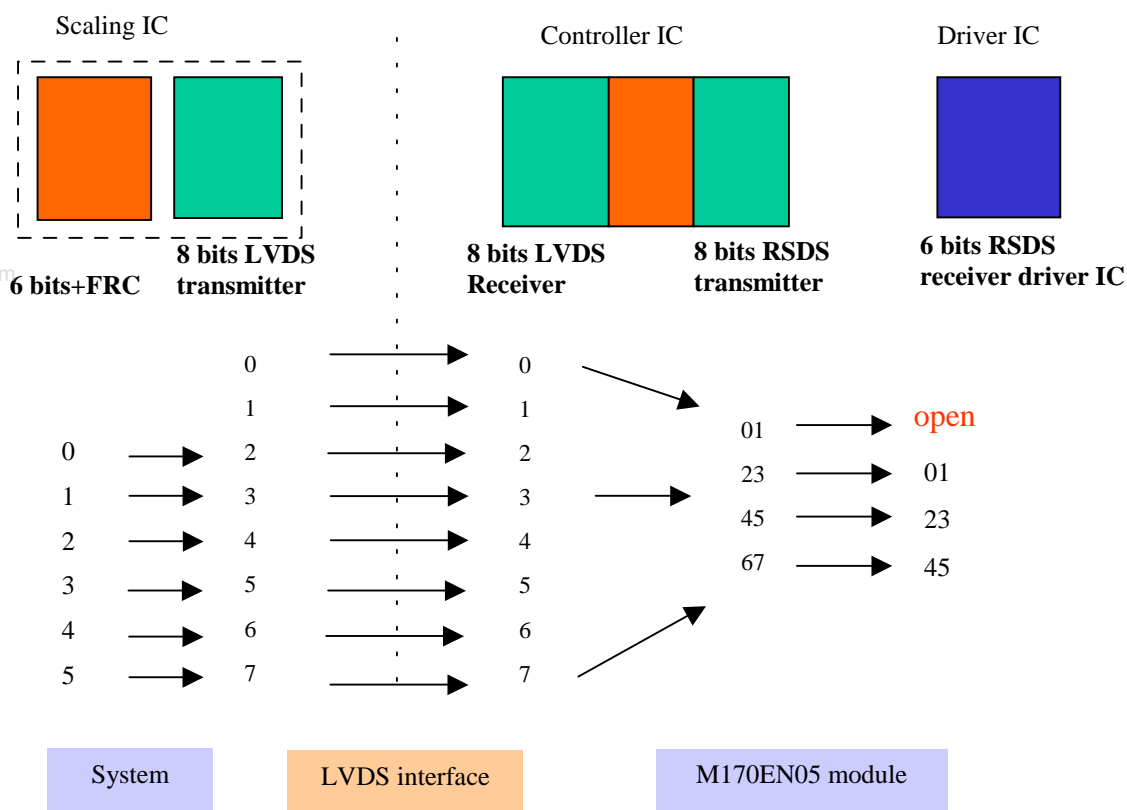 Scaling IC
Controller IC
Driver IC
6 bits+FRC
8 bits LVDS
transmitter
8 bits LVDS
Receiver
8 bits RSDS
transmitter
6 bits RSDS
receiver driver IC
m
0
1
2
3
4
5
0
1
2
3
4
5
6
7
0
1
2
3
4
5
6
7
01
23
45
67
open
01
23
45
System
LVDS interface
M170EN05 module